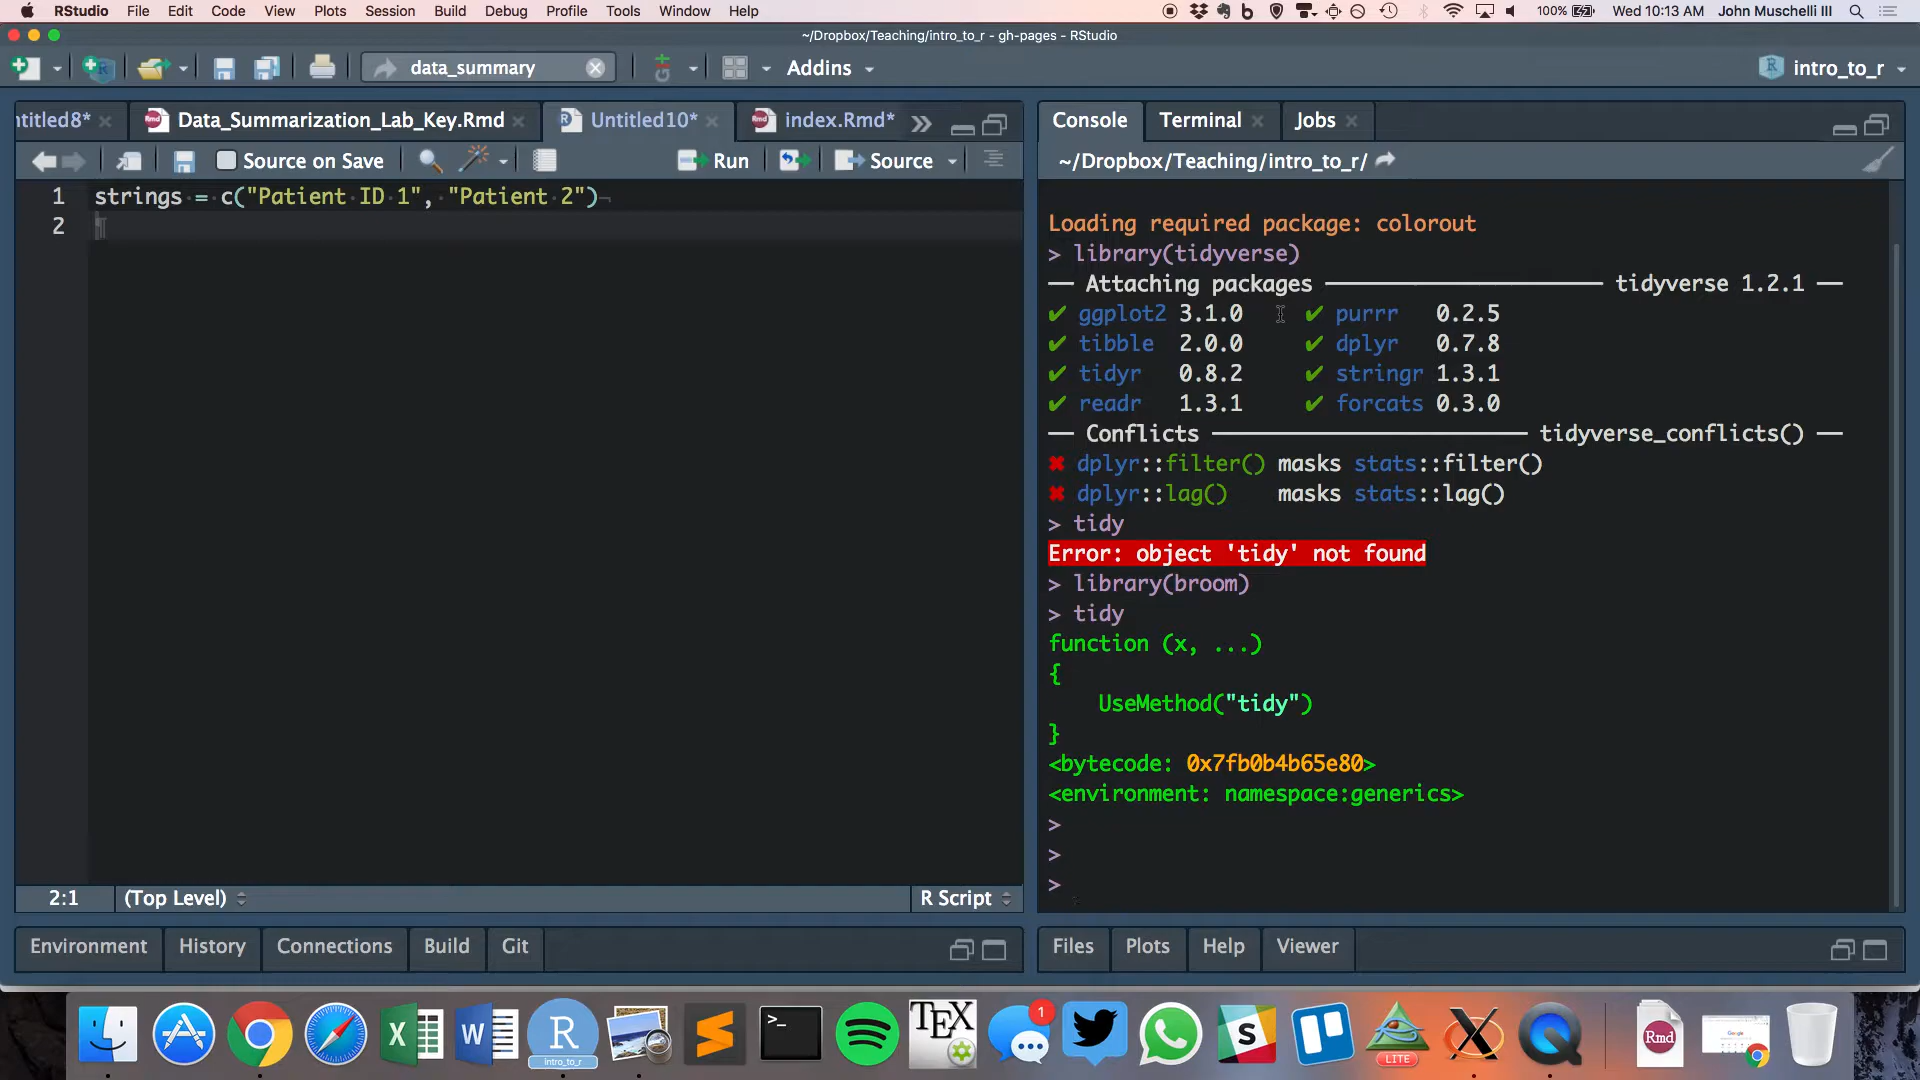 RStudio File Edit Code View Plots Session Build Debug Profile Tools Window Help 100% Wed 10:13 AM John Muschelli III
~/Dropbox/Teaching/intro_to_r - gh-pages - RStudio
data_summary Addins intro_to_r
ntitled8* Data_Summarization_Lab_Key.Rmd Untitled10* index.Rmd*
Source on Save Run Source
1 strings = c("Patient ID 1", "Patient 2")
2
2:1 (Top Level) R Script
Environment History Connections Build Git
Console Terminal Jobs
~/Dropbox/Teaching/intro_to_r/
Loading required package: colorout
> library(tidyverse)
── Attaching packages ────────────────────── tidyverse 1.2.1 ──
✔ ggplot2 3.1.0 ✔ purrr 0.2.5
✔ tibble 2.0.0 ✔ dplyr 0.7.8
✔ tidyr 0.8.2 ✔ stringr 1.3.1
✔ readr 1.3.1 ✔ forcats 0.3.0
── Conflicts ───────────────────────── tidyverse_conflicts() ──
✖ dplyr::filter() masks stats::filter()
✖ dplyr::lag() masks stats::lag()
> tidy
Error: object 'tidy' not found
> library(broom)
> tidy
function (x, ...)
{
UseMethod("tidy")
}
<bytecode: 0x7fb0b4b65e80>
<environment: namespace:generics>
>
>
>
Files Plots Help Viewer
X W R intro_to_r >_ TEX 1 S LITE X Rmd Google